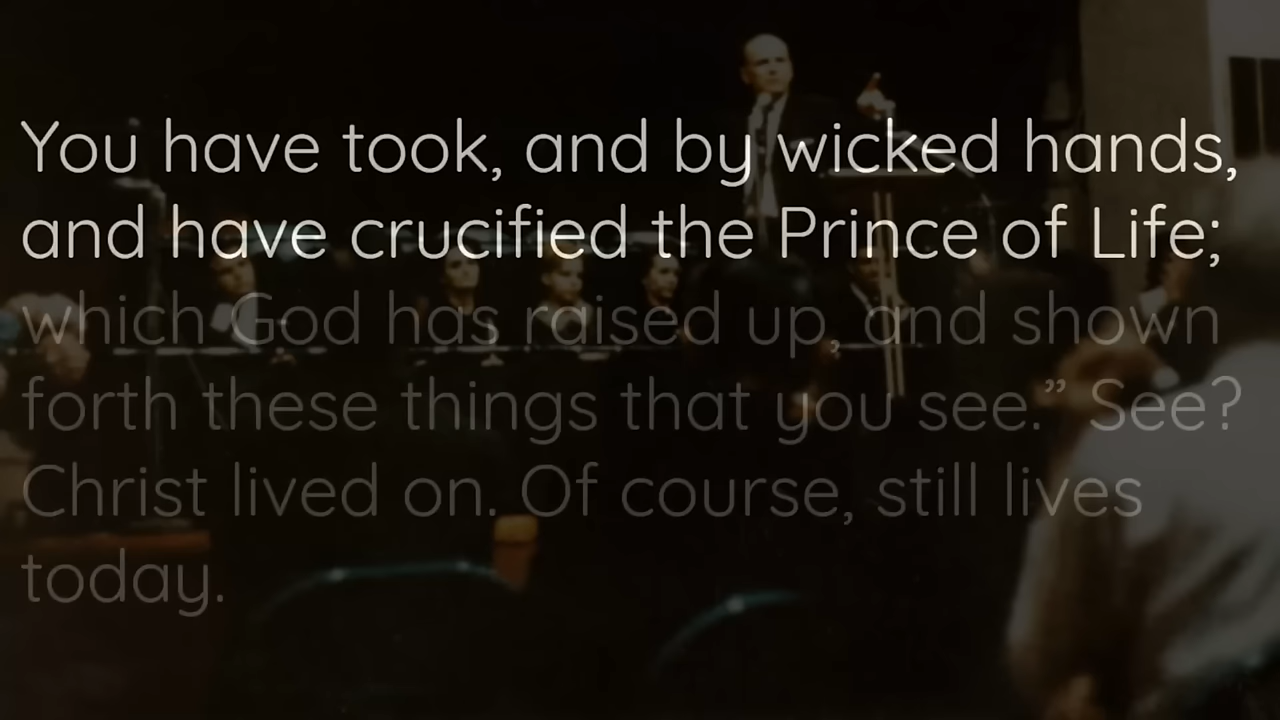 You have took, and by wicked hands,
and have crucified the Prince of Life;
which God has raised up, and shown
forth these things that you see.” See?
Christ lived on. Of course, still lives
today.